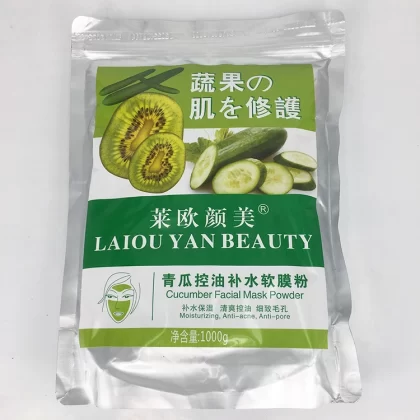 蔬果の
肌を修護
莱欧颜美®
LAIOU YAN BEAUTY
青瓜控油补水软膜粉
Cucumber Facial Mask Powder
补水保湿 清爽控油 细致毛孔
Moisturizing, Anti-acne, Anti-pore
净含量:1000g